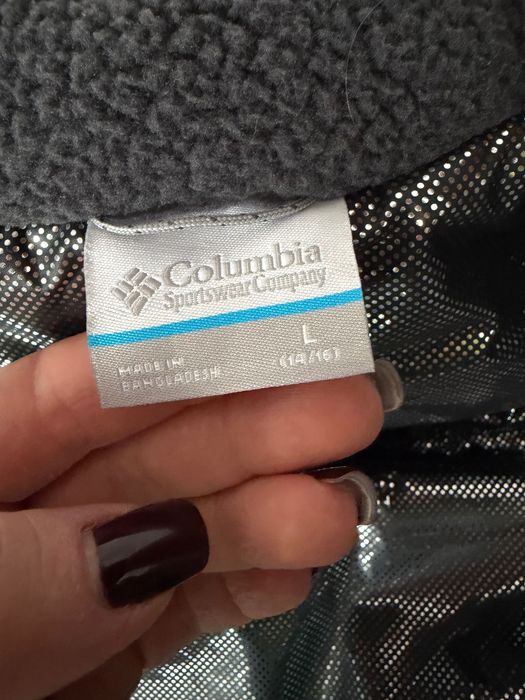 Columbia
Sportswear Company
L
(14/16)
MADE IN
BANGLADESH